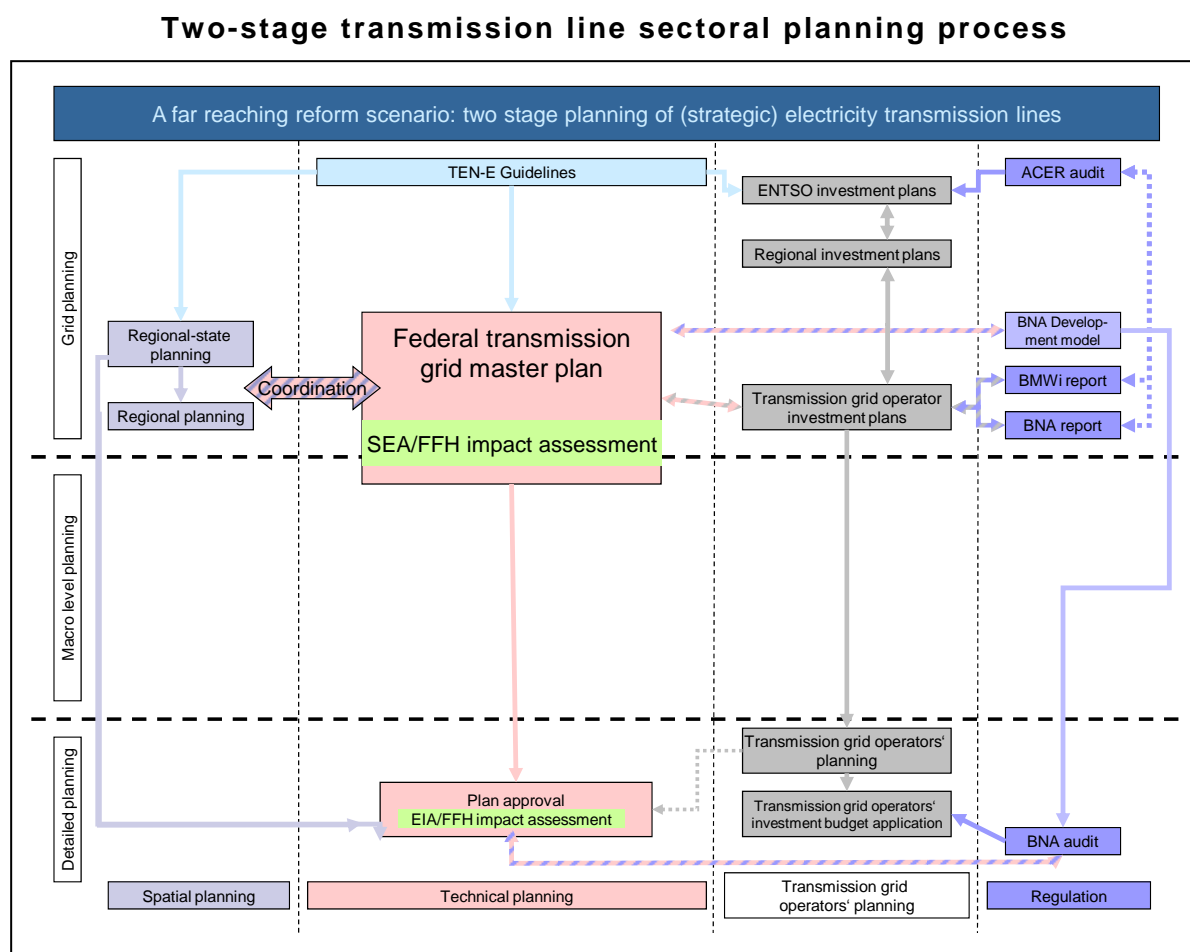 Two-stage transmission line sectoral planning process
A far reaching reform scenario: two stage planning of (strategic) electricity transmission lines
Grid planning
TEN-E Guidelines
ENTSO investment plans
ACER audit
Regional investment plans
Regional-state
planning
Regional planning
Coordination
Federal transmission
grid master plan
SEA/FFH impact assessment
BNA Develop-
ment model
BMWi report
Transmission grid operator
investment plans
BNA report
Macro level planning
Detailed planning
Transmission grid operators‘
planning
Plan approval
EIA/FFH impact assessment
Transmission grid operators‘
investment budget application
BNA audit
Spatial planning
Technical planning
Transmission grid
operators‘ planning
Regulation